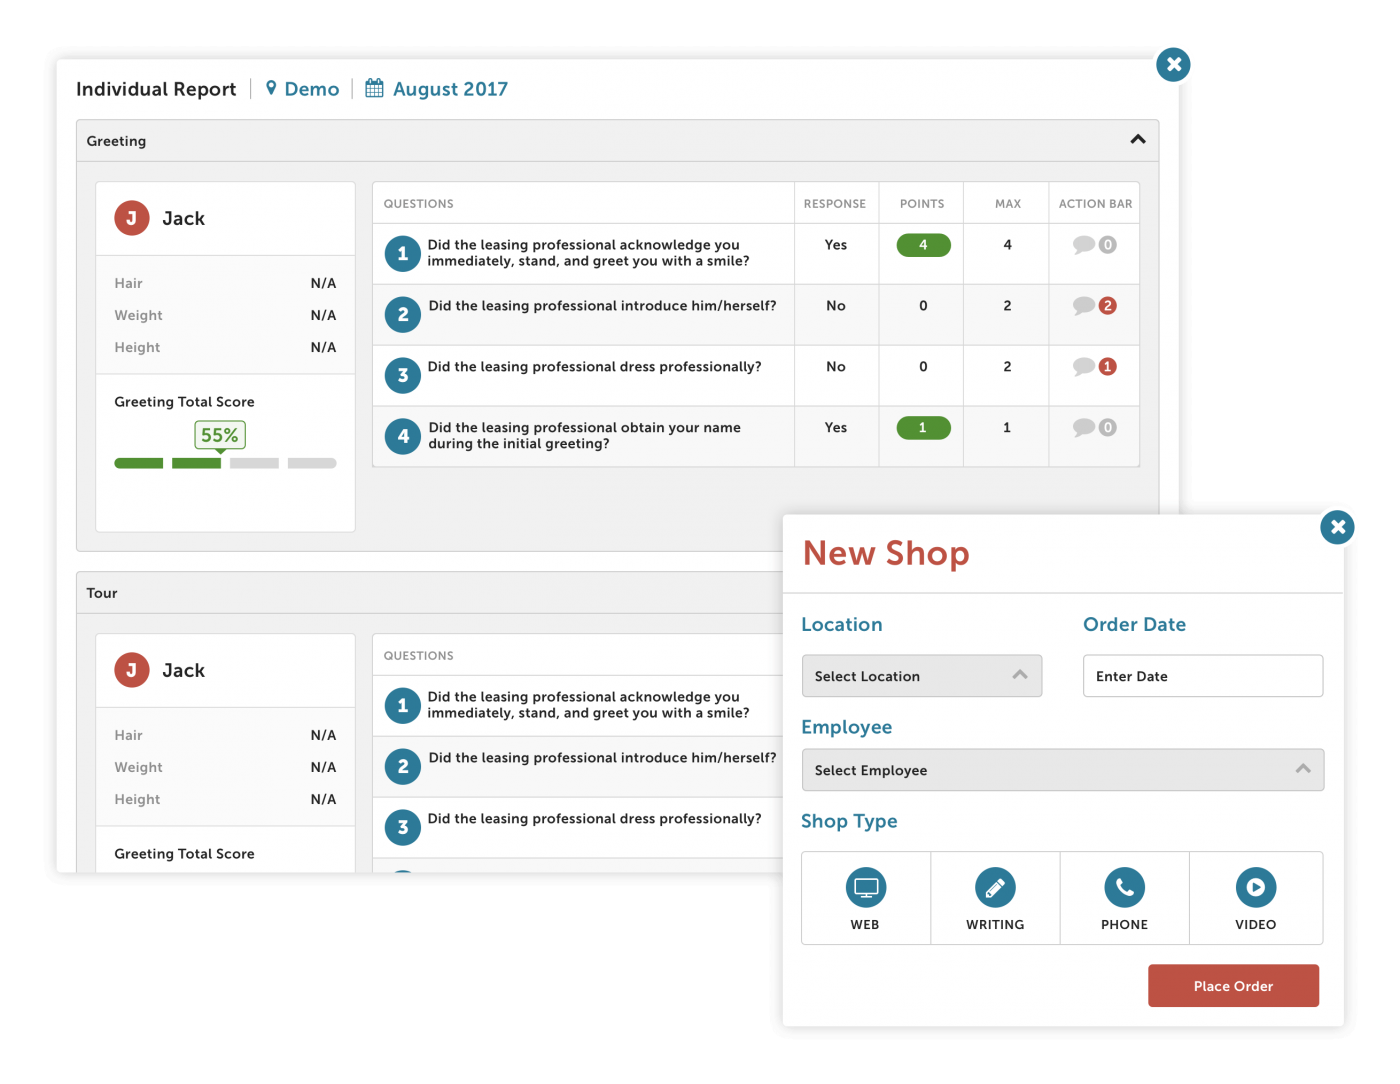 Individual Report Demo August 2017
Greeting
J Jack
Hair N/A
Weight N/A
Height N/A
Greeting Total Score
55%
QUESTIONS RESPONSE POINTS MAX ACTION BAR
1 Did the leasing professional acknowledge you
immediately, stand, and greet you with a smile?
Yes 4 4 0
2 Did the leasing professional introduce him/herself? No 0 2 2
3 Did the leasing professional dress professionally? No 0 2 1
4 Did the leasing professional obtain your name
during the initial greeting?
Yes 1 1 0
Tour
J Jack
Hair N/A
Weight N/A
Height N/A
Greeting Total Score
QUESTIONS
1 Did the leasing professional acknowledge you
immediately, stand, and greet you with a smile?
2 Did the leasing professional introduce him/herself?
3 Did the leasing professional dress professionally?
New Shop
Location Order Date
Select Location Enter Date
Employee
Select Employee
Shop Type
WEB WRITING PHONE VIDEO
Place Order